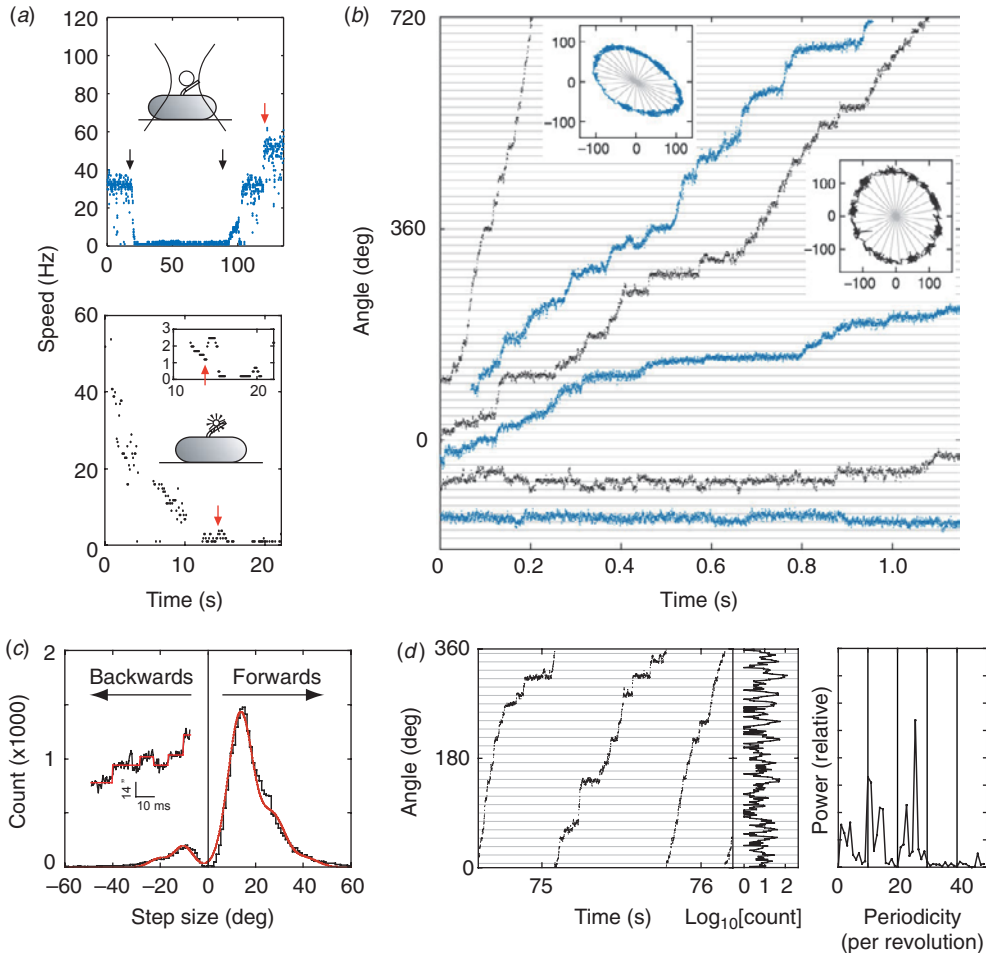 (a)
120
100
80
60
40
20
0
0 50 100
Speed (Hz)
60
40
20
0
3
2
1
0
10 15 20
0 10 20
Time (s)
(b)
720
360
0
Angle (deg)
100
0
−100
−100 0 100
100
0
−100
−100 0 100
0 0.2 0.4 0.6 0.8 1.0
Time (s)
(c)
2
1
0
Count (x1000)
Backwards Forwards
14 °
10 ms
−60 −40 −20 0 20 40 60
Step size (deg)
(d)
360
180
0
Angle (deg)
75 76
Time (s)
0 1 2
Log10[count]
Power (relative)
0 20 40
Periodicity
(per revolution)